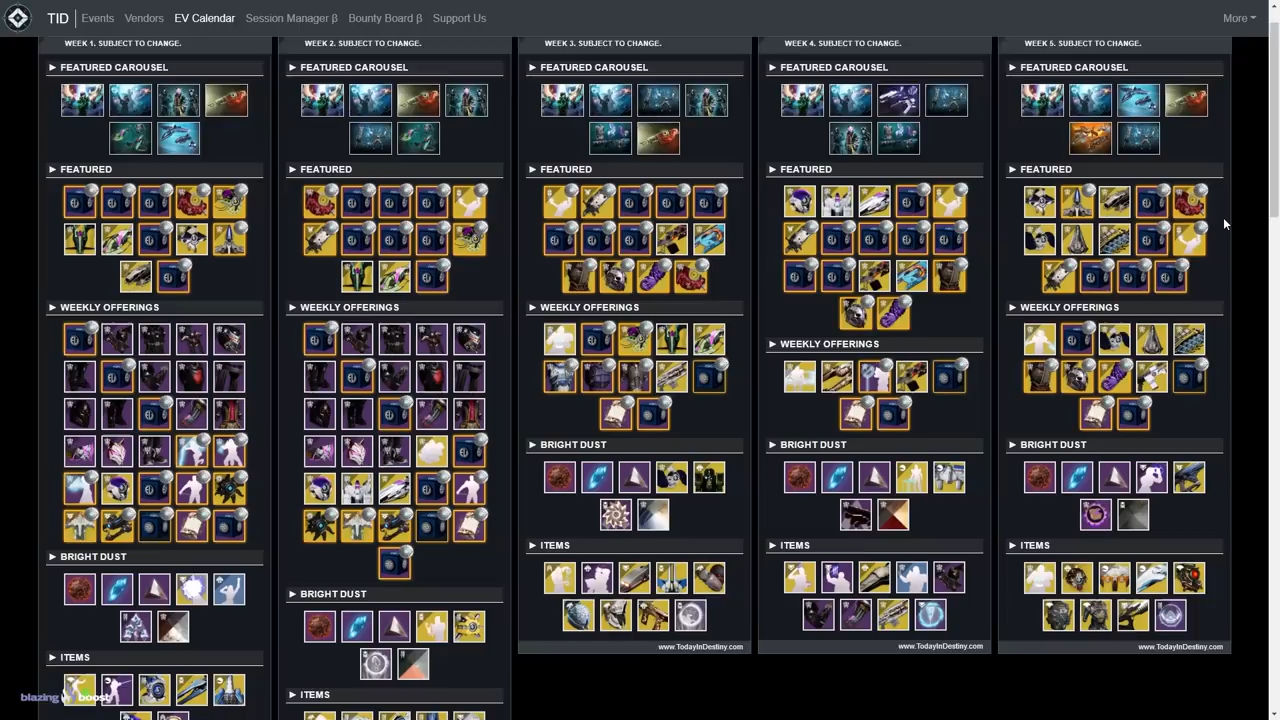 TID Events Vendors EV Calendar Session Manager β Bounty Board β Support Us More
WEEK 1. SUBJECT TO CHANGE.
FEATURED CAROUSEL
FEATURED
WEEKLY OFFERINGS
BRIGHT DUST
ITEMS
blazing boost
WEEK 2. SUBJECT TO CHANGE.
FEATURED CAROUSEL
FEATURED
WEEKLY OFFERINGS
BRIGHT DUST
ITEMS
WEEK 3. SUBJECT TO CHANGE.
FEATURED CAROUSEL
FEATURED
WEEKLY OFFERINGS
BRIGHT DUST
ITEMS
www.TodayInDestiny.com
WEEK 4. SUBJECT TO CHANGE.
FEATURED CAROUSEL
FEATURED
WEEKLY OFFERINGS
BRIGHT DUST
ITEMS
www.TodayInDestiny.com
WEEK 5. SUBJECT TO CHANGE.
FEATURED CAROUSEL
FEATURED
WEEKLY OFFERINGS
BRIGHT DUST
ITEMS
www.TodayInDestiny.com